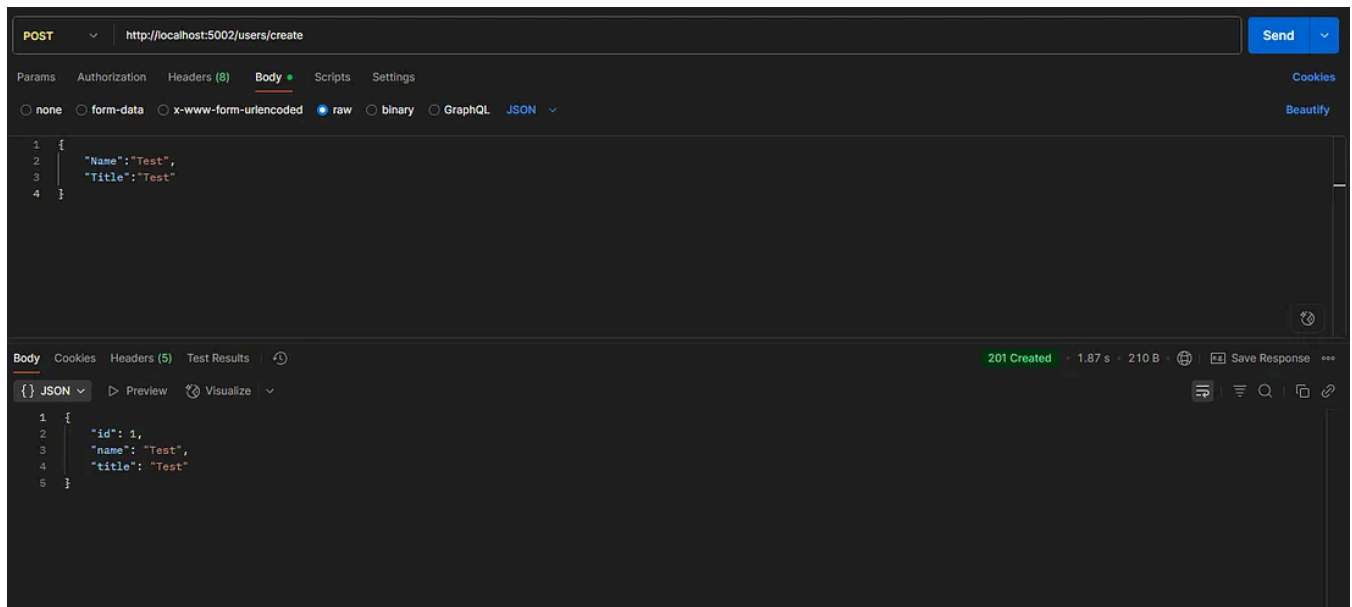 POST http://localhost:5002/users/create Send
Params Authorization Headers (8) Body Scripts Settings Cookies
none form-data x-www-form-urlencoded raw binary GraphQL JSON Beautify
1 {
2 "Name":"Test",
3 "Title":"Test"
4 }
Body Cookies Headers (5) Test Results 201 Created 1.87 s 210 B Save Response
{} JSON Preview Visualize
1 {
2 "id": 1,
3 "name": "Test",
4 "title": "Test"
5 }